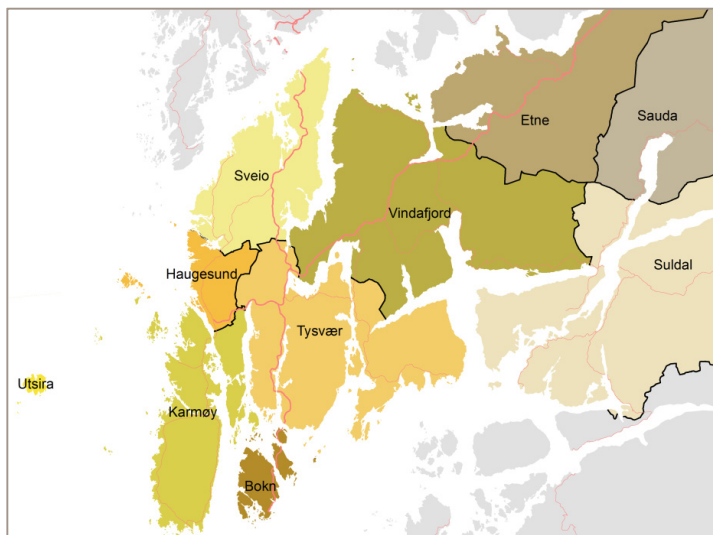 Etne
Sauda
Sveio
Vindafjord
Haugesund
Suldal
Tysvær
Utsira
Karmøy
Bokn